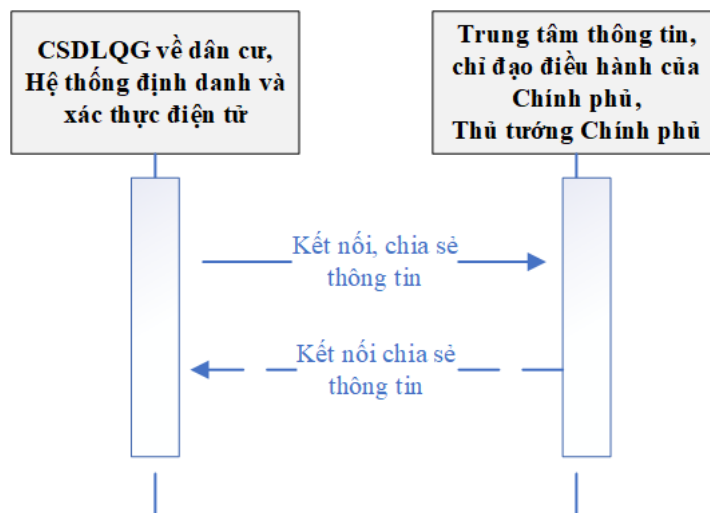 CSDLQG về dân cư,
Hệ thống định danh và
xác thực điện tử
Trung tâm thông tin,
chỉ đạo điều hành của
Chính phủ,
Thủ tướng Chính phủ
Kết nối, chia sẻ
thông tin
Kết nối chia sẻ
thông tin